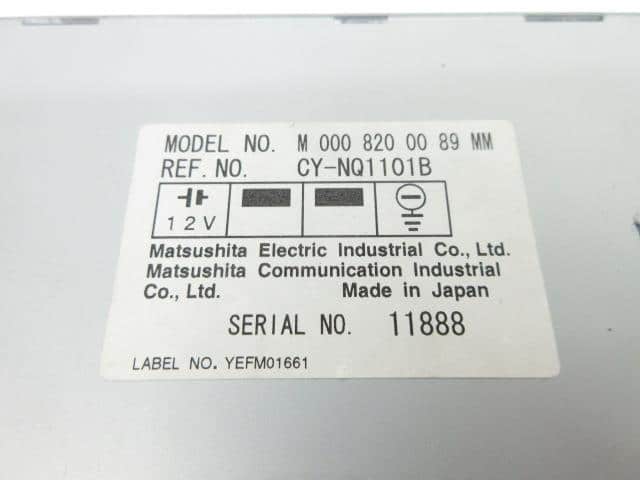 MODEL NO. M 000 820 00 89 MM
REF.NO. CY-NQ1101B
12V
Matsushita Electric Industrial Co., Ltd.
Matsushita Communication Industrial
Co., Ltd. Made in Japan
SERIAL NO. 11888
LABEL NO. YEFM01661